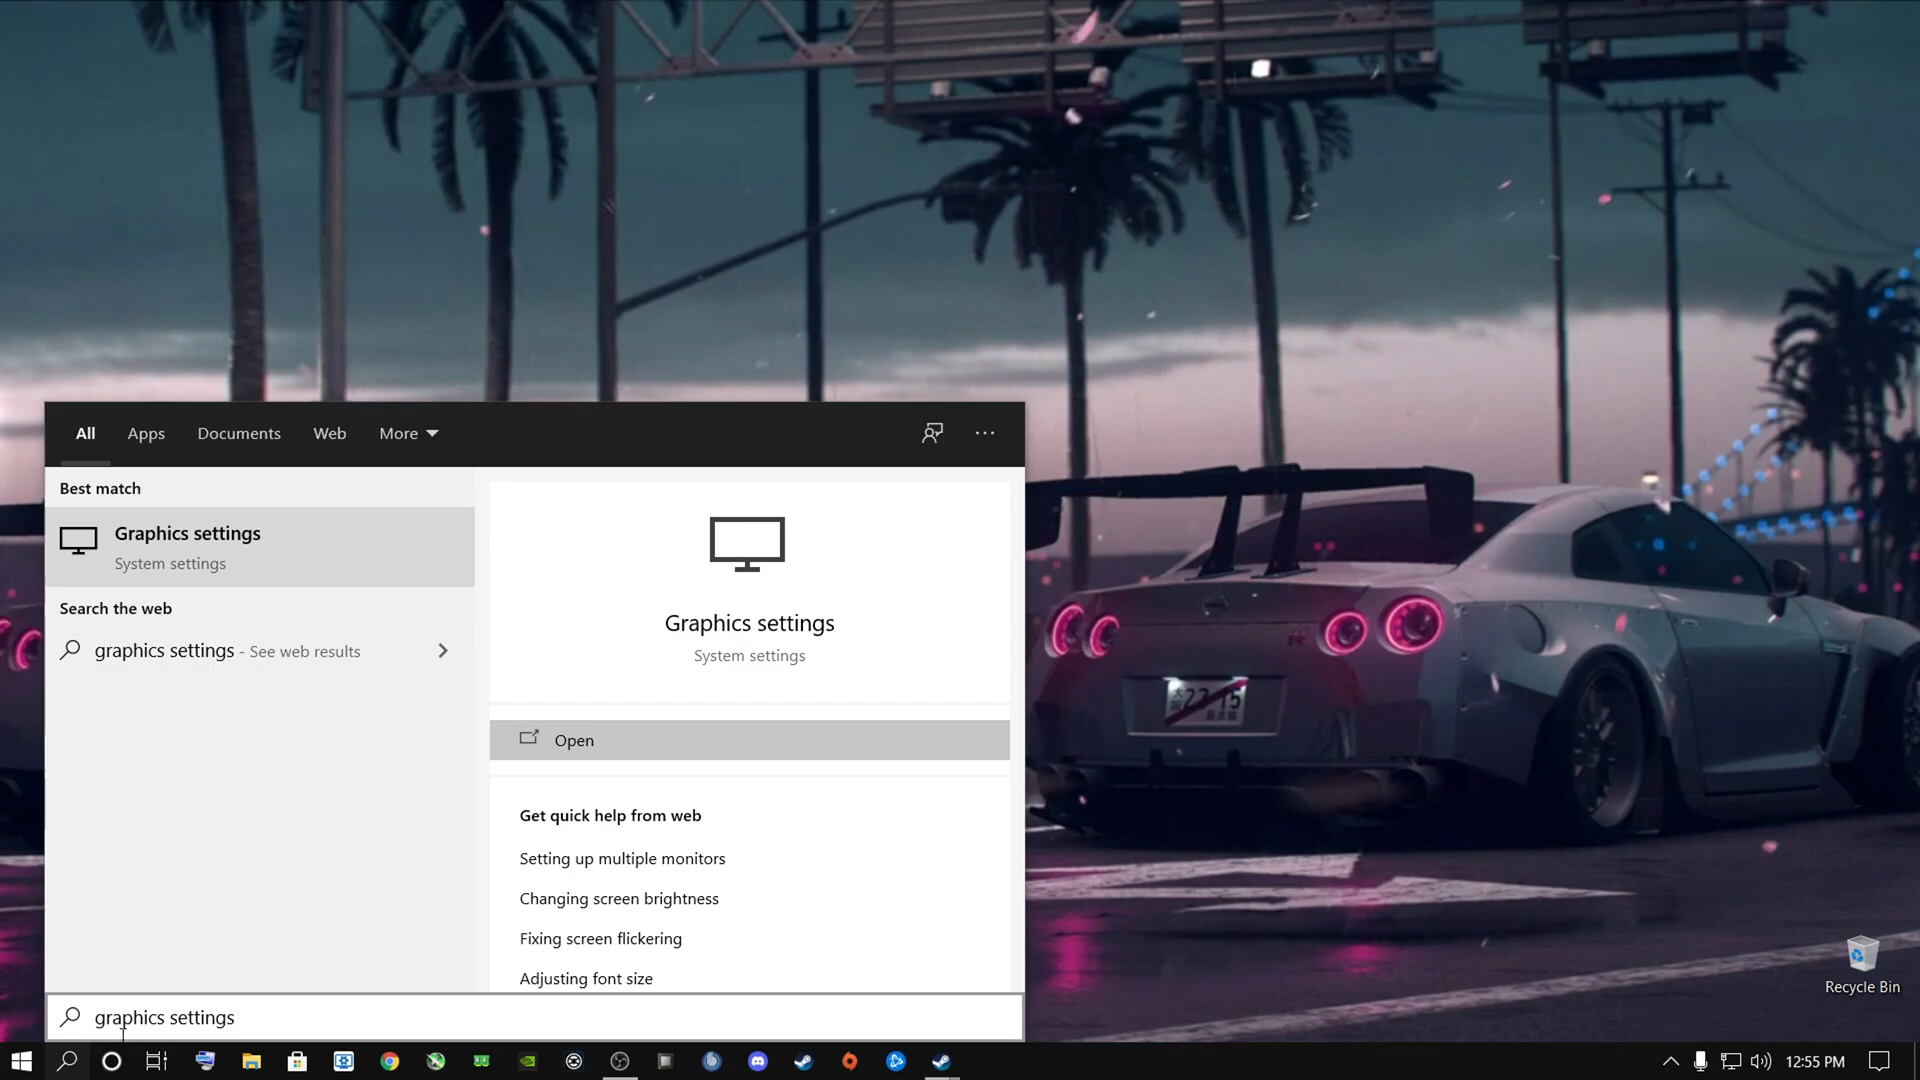 All Apps Documents Web More
Best match
Graphics settings
System settings
Search the web
graphics settings - See web results
Graphics settings
System settings
Open
Get quick help from web
Setting up multiple monitors
Changing screen brightness
Fixing screen flickering
Adjusting font size
graphics settings
Recycle Bin
12:55 PM